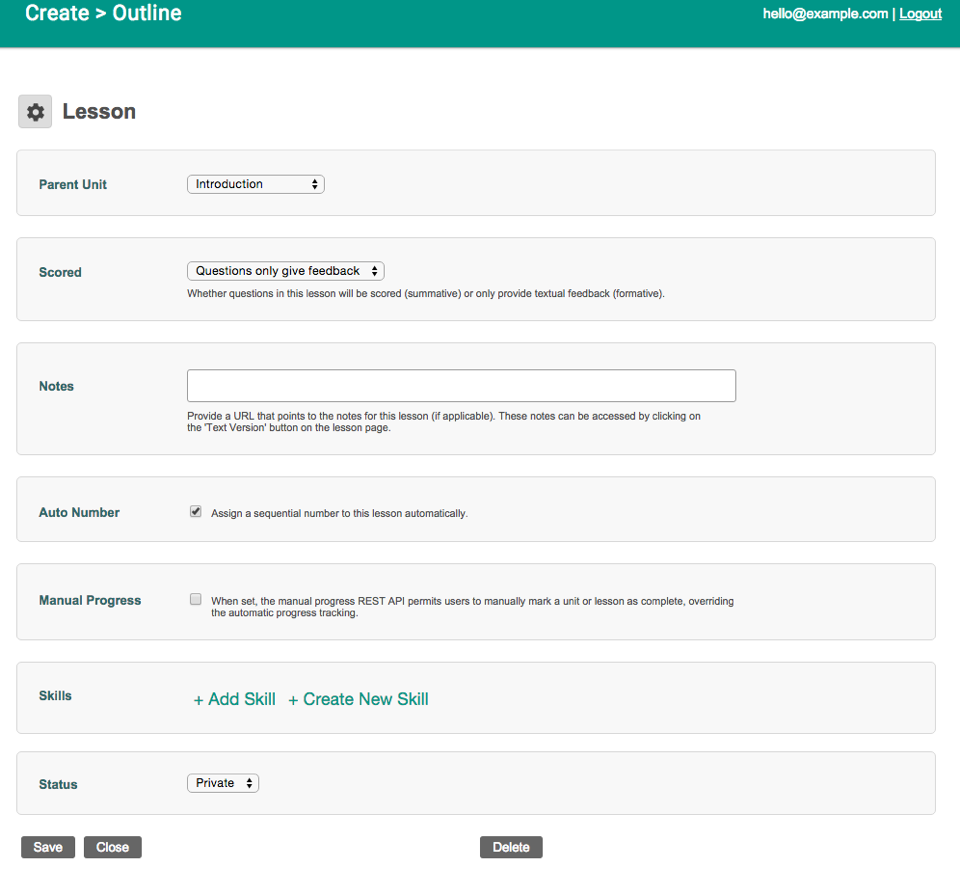 Create > Outline
hello@example.com | Logout
Lesson
Parent Unit
Introduction
Scored
Questions only give feedback
Whether questions in this lesson will be scored (summative) or only provide textual feedback (formative).
Notes
Provide a URL that points to the notes for this lesson (if applicable). These notes can be accessed by clicking on
the 'Text Version' button on the lesson page.
Auto Number
Assign a sequential number to this lesson automatically.
Manual Progress
When set, the manual progress REST API permits users to manually mark a unit or lesson as complete, overriding
the automatic progress tracking.
Skills
+ Add Skill + Create New Skill
Status
Private
Save Close Delete